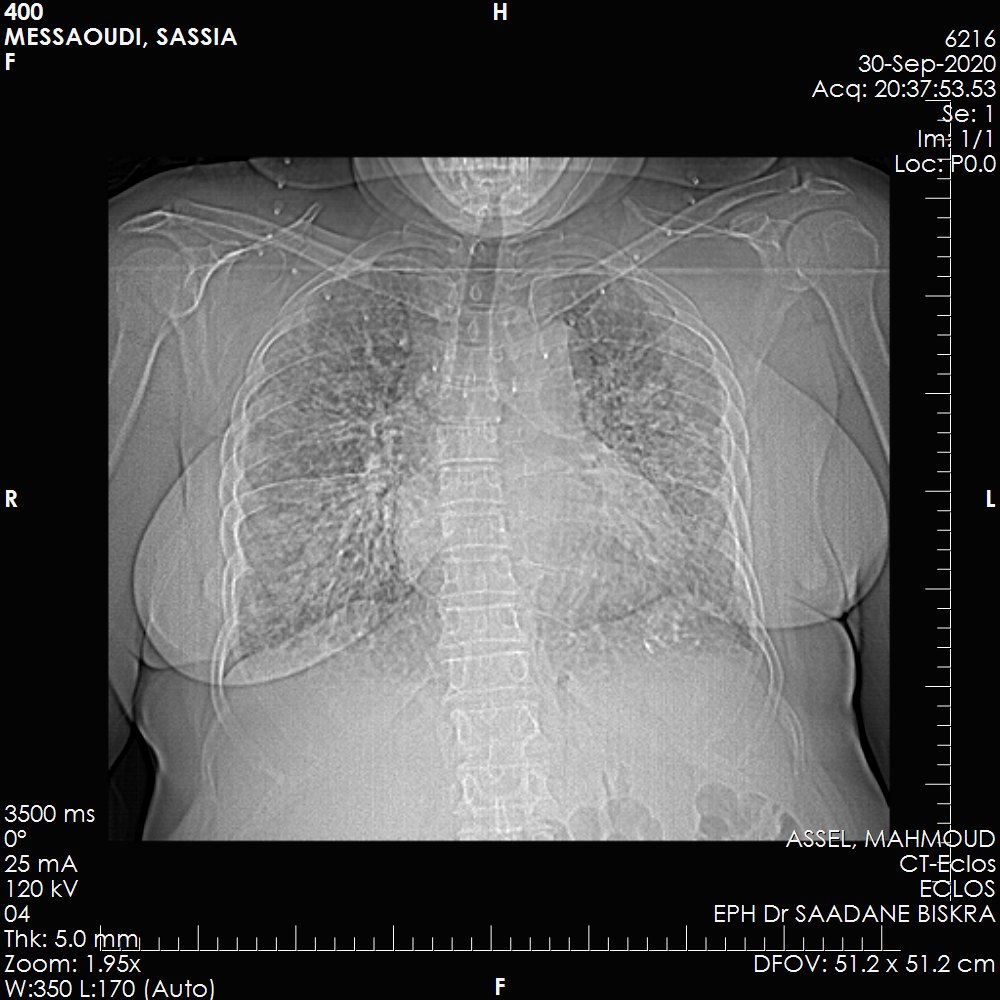 400
MESSAOUDI, SASSIA
F
H
6216
30-Sep-2020
Acq: 20:37:53.53
Se: 1
Im: 1/1
Loc: P0.0
R
L
3500 ms
0°
25 mA
120 kV
04
Thk: 5.0 mm
Zoom: 1.95x
W:350 L:170 (Auto)
F
ASSEL, MAHMOUD
CT-Eclos
ECLOS
EPH Dr SAADANE BISKRA
DFOV: 51.2 x 51.2 cm